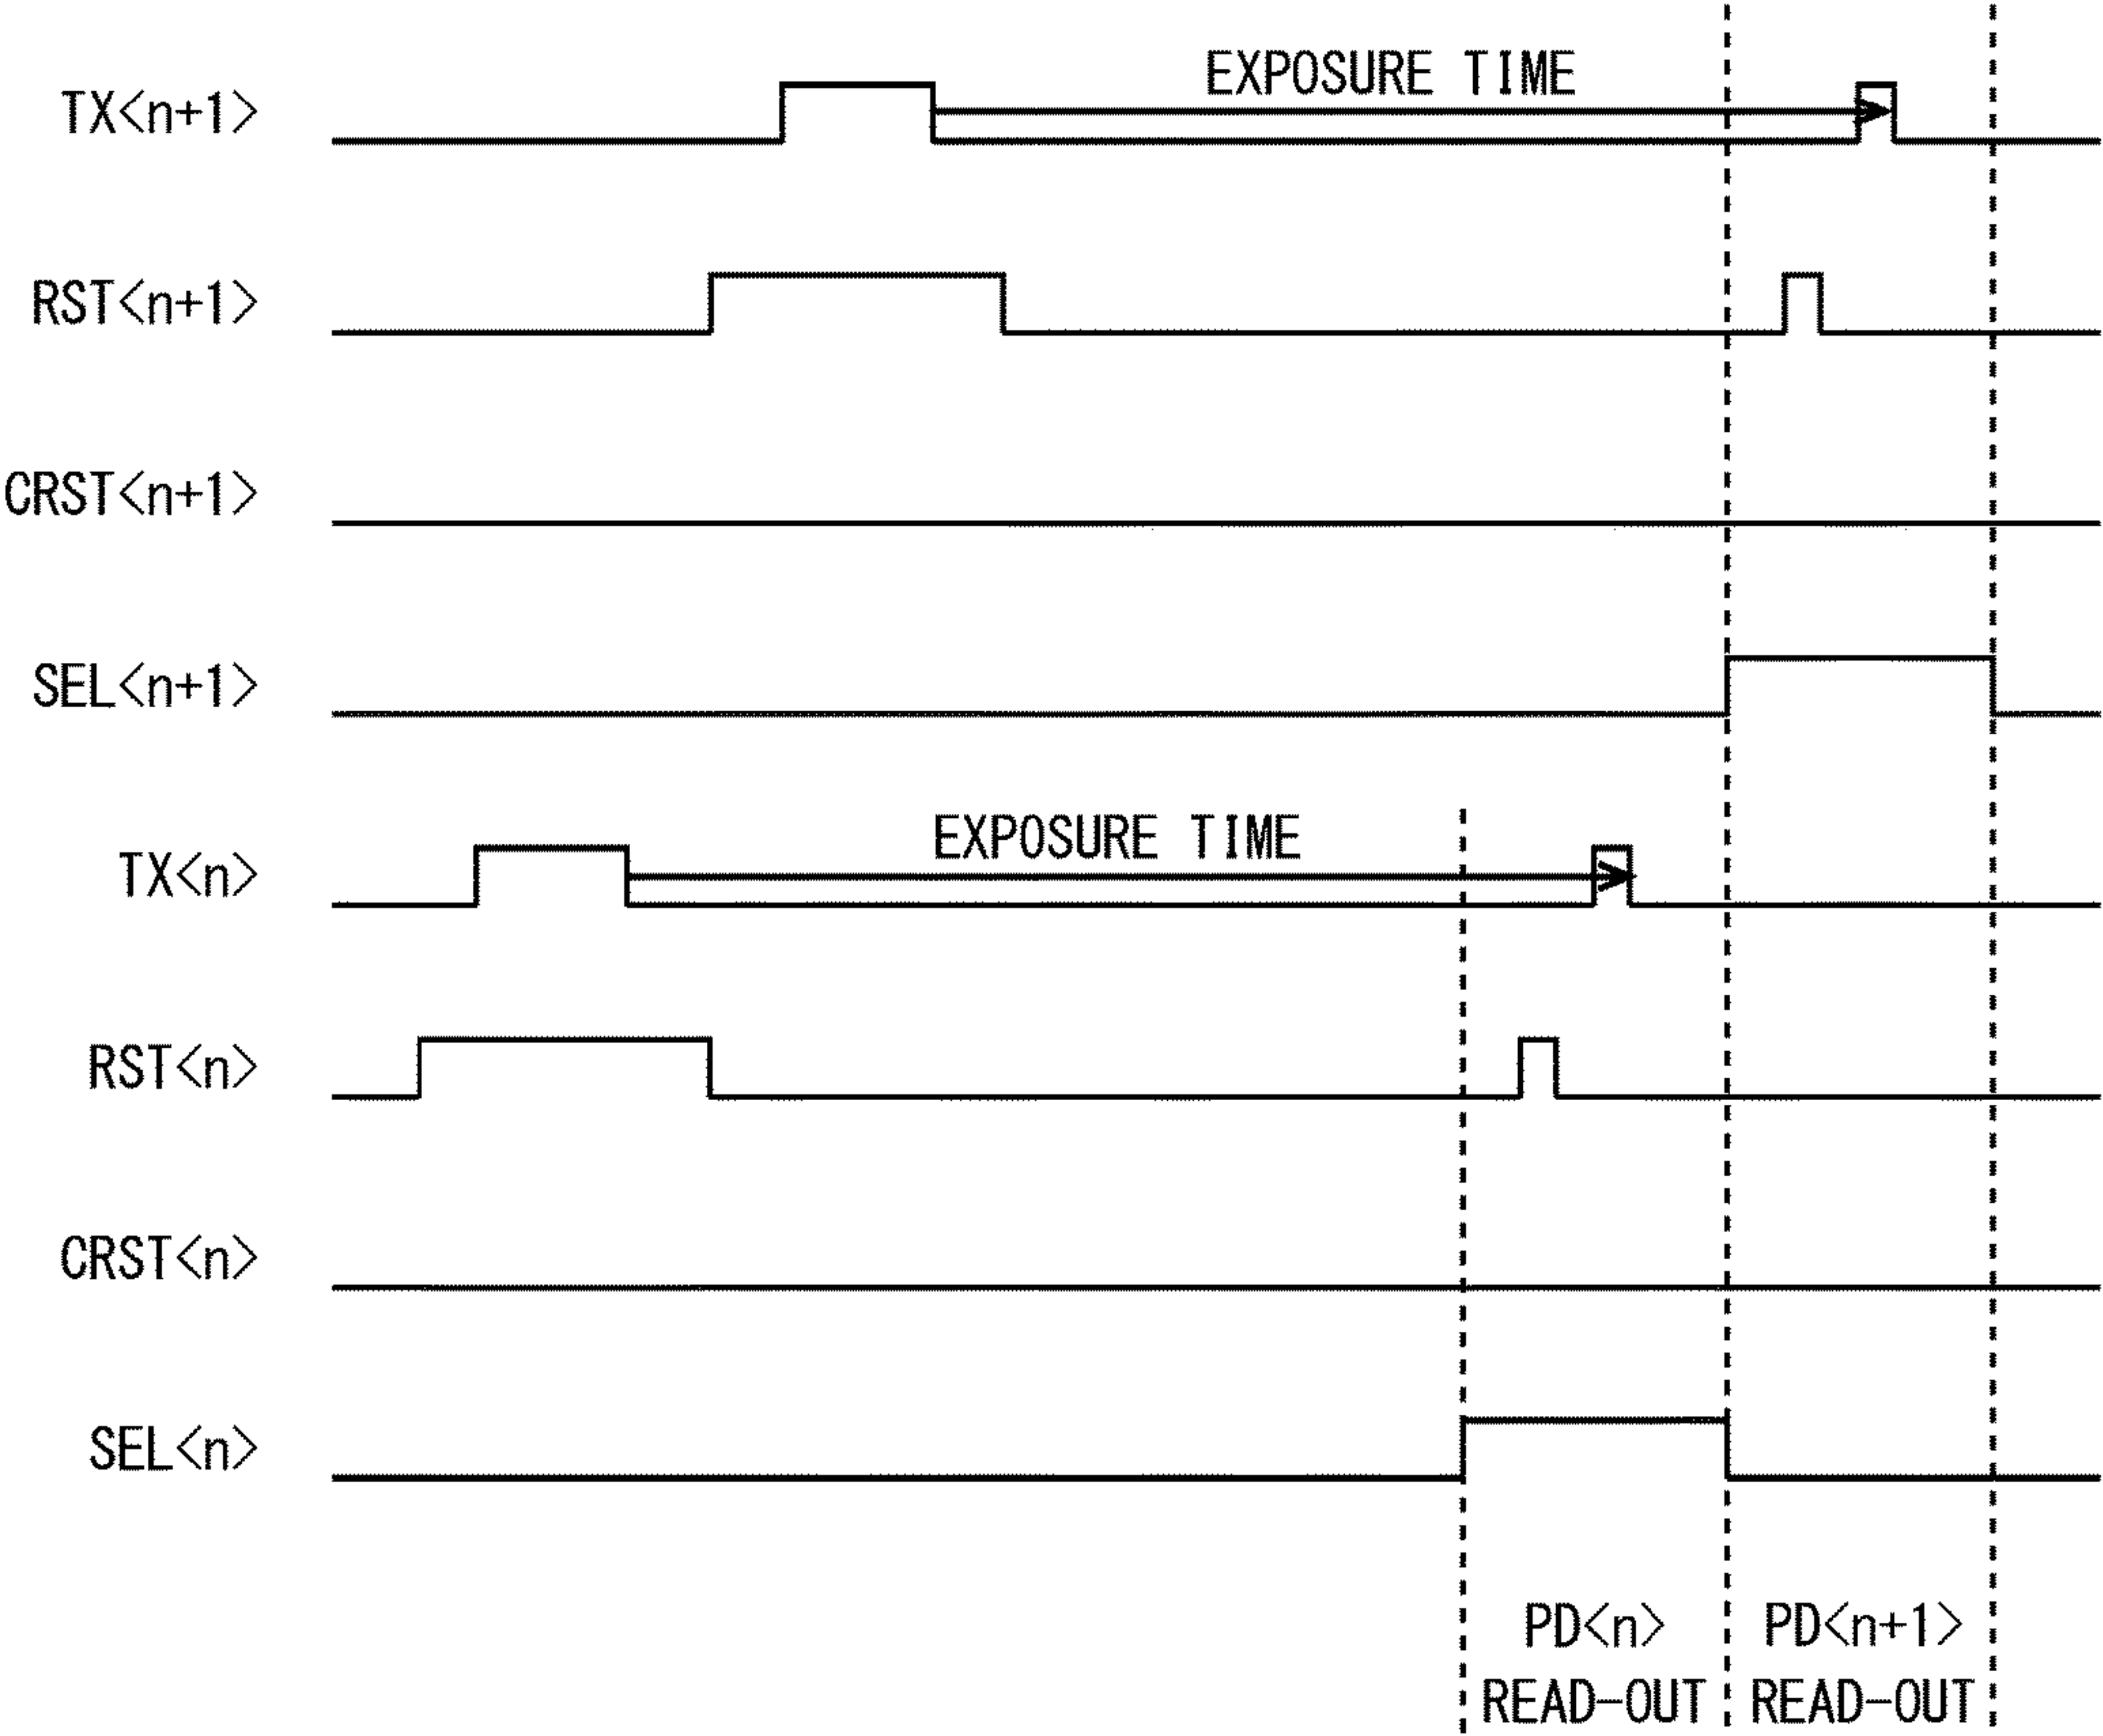 EXPOSURE TIME
TX<n+1>
RST<n+1>
CRST<n+1>
SEL<n+1>
EXPOSURE TIME
TX<n>
RST<n>
CRST<n>
SEL<n>
PD<n> PD<n+1>
READ-OUT READ-OUT